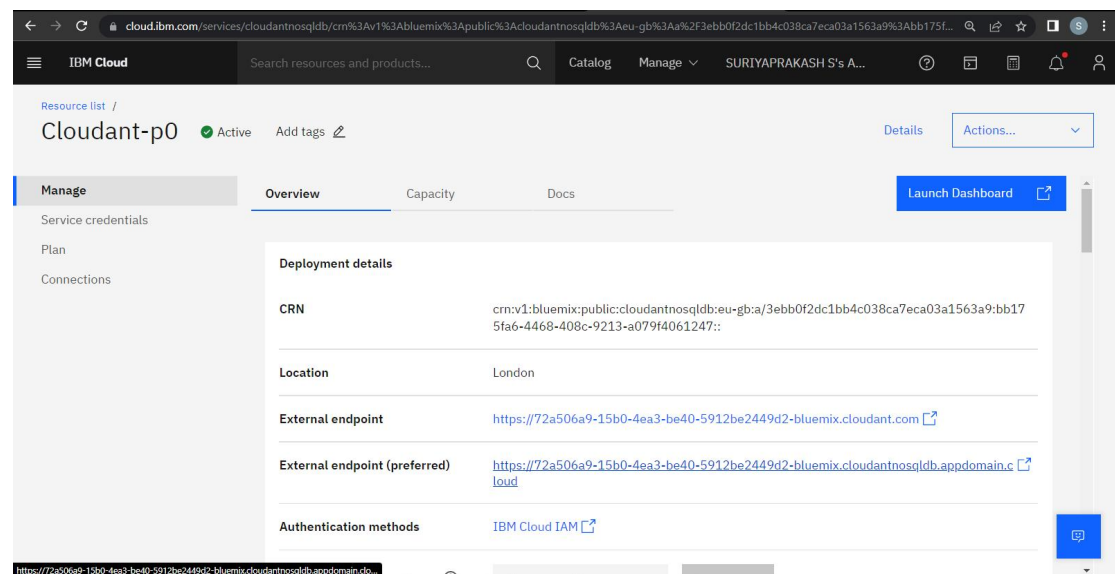 cloud.ibm.com/services/cloudantnosqldb/crn%3Av1%3Abluemix%3Apublic%3Acloudantnosqldb%3Aeu-gb%3Aa%2F3ebb0f2dc1bb4c038ca7eca03a1563a9%3Abb175f...
S
IBM Cloud
Search resources and products...
Catalog
Manage
SURIYAPRAKASH S's A...
Resource list /
Cloudant-p0
Active
Add tags
Details
Actions...
Manage
Service credentials
Plan
Connections
Overview
Capacity
Docs
Launch Dashboard
Deployment details
CRN
crn:v1:bluemix:public:cloudantnosqldb:eu-gb:a/3ebb0f2dc1bb4c038ca7eca03a1563a9:bb17
5fa6-4468-408c-9213-a079f4061247::
Location
London
External endpoint
https://72a506a9-15b0-4ea3-be40-5912be2449d2-bluemix.cloudant.com
External endpoint (preferred)
https://72a506a9-15b0-4ea3-be40-5912be2449d2-bluemix.cloudantnosqldb.appdomain.c
loud
Authentication methods
IBM Cloud IAM
https://72a506a9-15b0-4ea3-be40-5912be2449d2-bluemix.cloudantnosqldb.appdomain.clo...